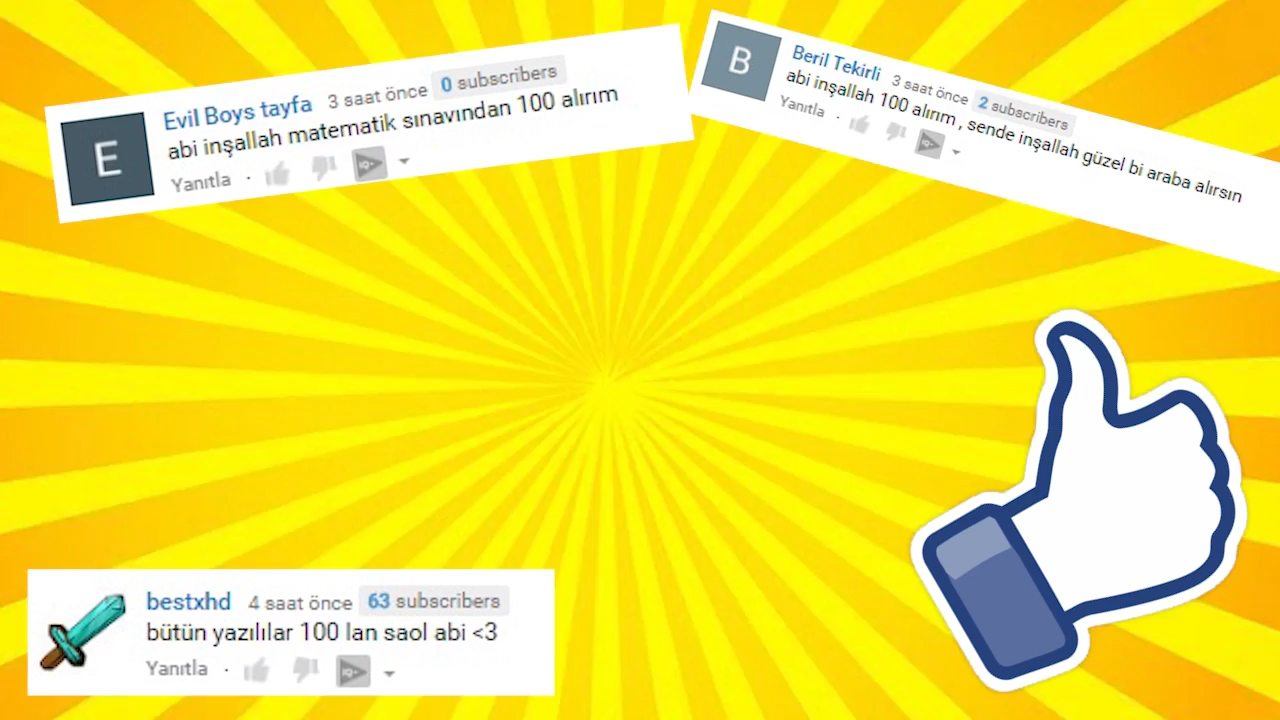 E
Evil Boys tayfa 3 saat önce 0 subscribers
abi inşallah matematik sınavından 100 alırım
Yanıtla ·
B
Beril Tekirli 3 saat önce 2 subscribers
abi inşallah 100 alırım , sende inşallah güzel bi araba alırsın
Yanıtla ·
bestxhd 4 saat önce 63 subscribers
bütün yazılılar 100 lan saol abi <3
Yanıtla ·